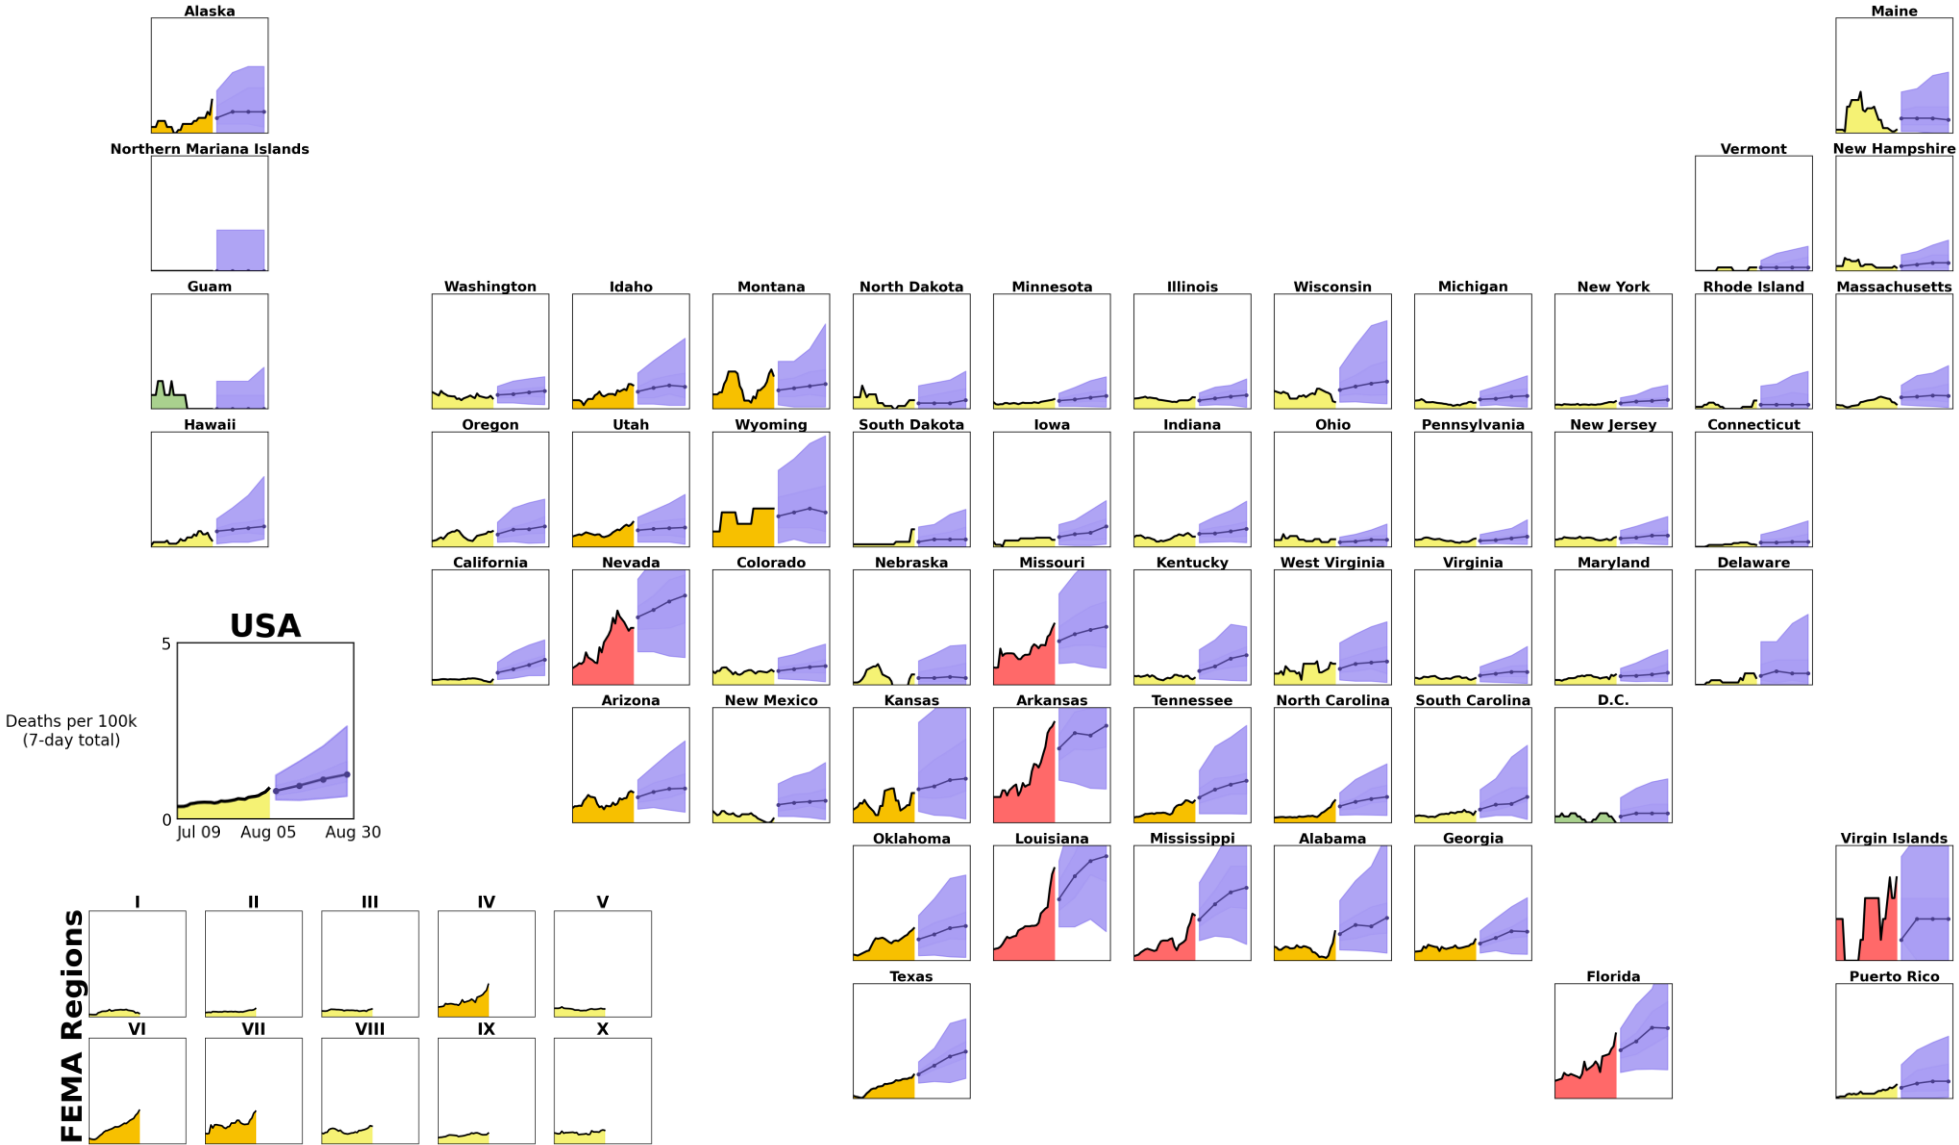 Alaska
Maine
Northern Mariana Islands
Vermont
New Hampshire
Guam
Washington
Idaho
Montana
North Dakota
Minnesota
Illinois
Wisconsin
Michigan
New York
Rhode Island
Massachusetts
Hawaii
Oregon
Utah
Wyoming
South Dakota
Iowa
Indiana
Ohio
Pennsylvania
New Jersey
Connecticut
California
Nevada
Colorado
Nebraska
Missouri
Kentucky
West Virginia
Virginia
Maryland
Delaware
USA
5
Deaths per 100k
(7-day total)
0
Jul 09
Aug 05
Aug 30
Arizona
New Mexico
Kansas
Arkansas
Tennessee
North Carolina
South Carolina
D.C.
Oklahoma
Louisiana
Mississippi
Alabama
Georgia
Virgin Islands
Texas
Florida
Puerto Rico
FEMA Regions
I
II
III
IV
V
VI
VII
VIII
IX
X